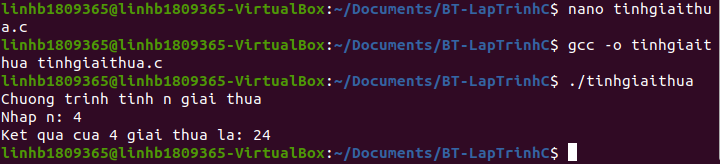 linhb1809365@linhb1809365-VirtualBox:~/Documents/BT-LapTrinhC$ nano tinhgiaithu
a.c
linhb1809365@linhb1809365-VirtualBox:~/Documents/BT-LapTrinhC$ gcc -o tinhgiait
hua tinhgiaithua.c
linhb1809365@linhb1809365-VirtualBox:~/Documents/BT-LapTrinhC$ ./tinhgiaithua
Chuong trinh tinh n giai thua
Nhap n: 4
Ket qua cua 4 giai thua la: 24
linhb1809365@linhb1809365-VirtualBox:~/Documents/BT-LapTrinhC$